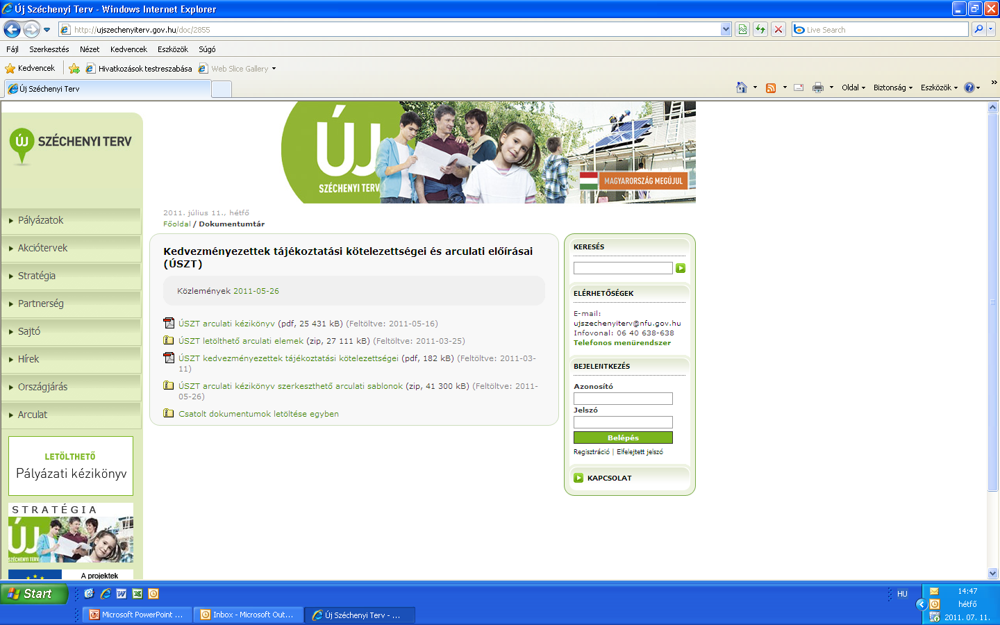 Új Széchenyi Terv - Windows Internet Explorer
http://ujszechenyiterv.gov.hu/doc/2855
Live Search
Fájl Szerkesztés Nézet Kedvencek Eszközök Súgó
Kedvencek Hivatkozások testreszabása Web Slice Gallery
Új Széchenyi Terv
Oldal Biztonság Eszközök »
ÚJ SZÉCHENYI TERV
ÚJ
SZÉCHENYI TERV
MAGYARORSZÁG MEGÚJUL
2011. július 11., hétfő
Főoldal / Dokumentumtár
Pályázatok
Akciótervek
Stratégia
Partnerség
Sajtó
Hírek
Országjárás
Arculat
LETÖLTHETŐ
Pályázati kézikönyv
STRATÉGIA
ÚJ
SZÉCHENYI TERV
A projektek
Kedvezményezettek tájékoztatási kötelezettségei és arculati előírásai
(ÚSZT)
Közlemények 2011-05-26
ÚSZT arculati kézikönyv (pdf, 25 431 kB) (Feltöltve: 2011-05-16)
ÚSZT letölthető arculati elemek (zip, 27 111 kB) (Feltöltve: 2011-03-25)
ÚSZT kedvezményezettek tájékoztatási kötelezettségei (pdf, 182 kB) (Feltöltve: 2011-03-
11)
ÚSZT arculati kézikönyv szerkeszthető arculati sablonok (zip, 41 300 kB) (Feltöltve: 2011-
05-26)
Csatolt dokumentumok letöltése egyben
KERESÉS
ELÉRHETŐSÉGEK
E-mail:
ujszechenyiterv@nfu.gov.hu
Infovonal: 06 40 638-638
Telefonos menürendszer
BEJELENTKEZÉS
Azonosító
Jelszó
Belépés
Regisztráció | Elfelejtett jelszó
KAPCSOLAT
Start
HU
14:47
hétfő
2011. 07. 11.
Microsoft PowerPoint ...
Inbox - Microsoft Out...
Új Széchenyi Terv - ...